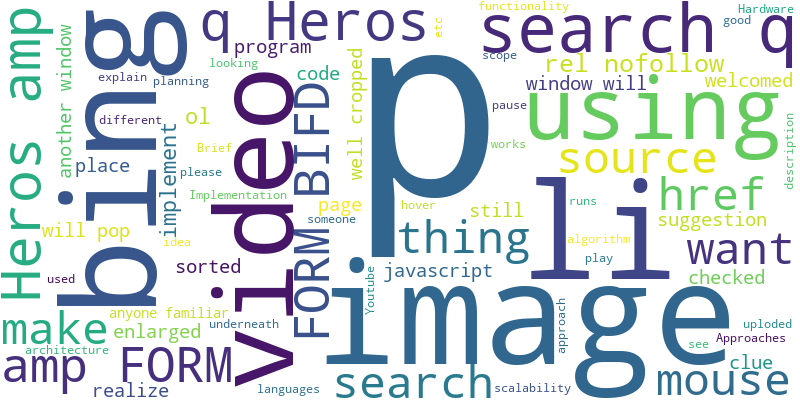 p
image
li
video
bing
using
search q
q Heros
Heros amp
amp FORM
FORM BIFD
search
source
thing
href
want
make
mouse
rel nofollow
window will
welcomed
suggestion
checked
clue
still
javascript
page
code
program
well cropped
ol
place
implement
another window
will pop
sorted
enlarged
realize
anyone familiar
functionality
Hardware
good
etc
scope
pause
works
description
looking
explain
planning
different
Brief
please
Implementation
someone
hover
idea
algorithm
runs
play
Youtube
approach
uploded
see
Approaches
used
underneath
architecture
languages
scalability